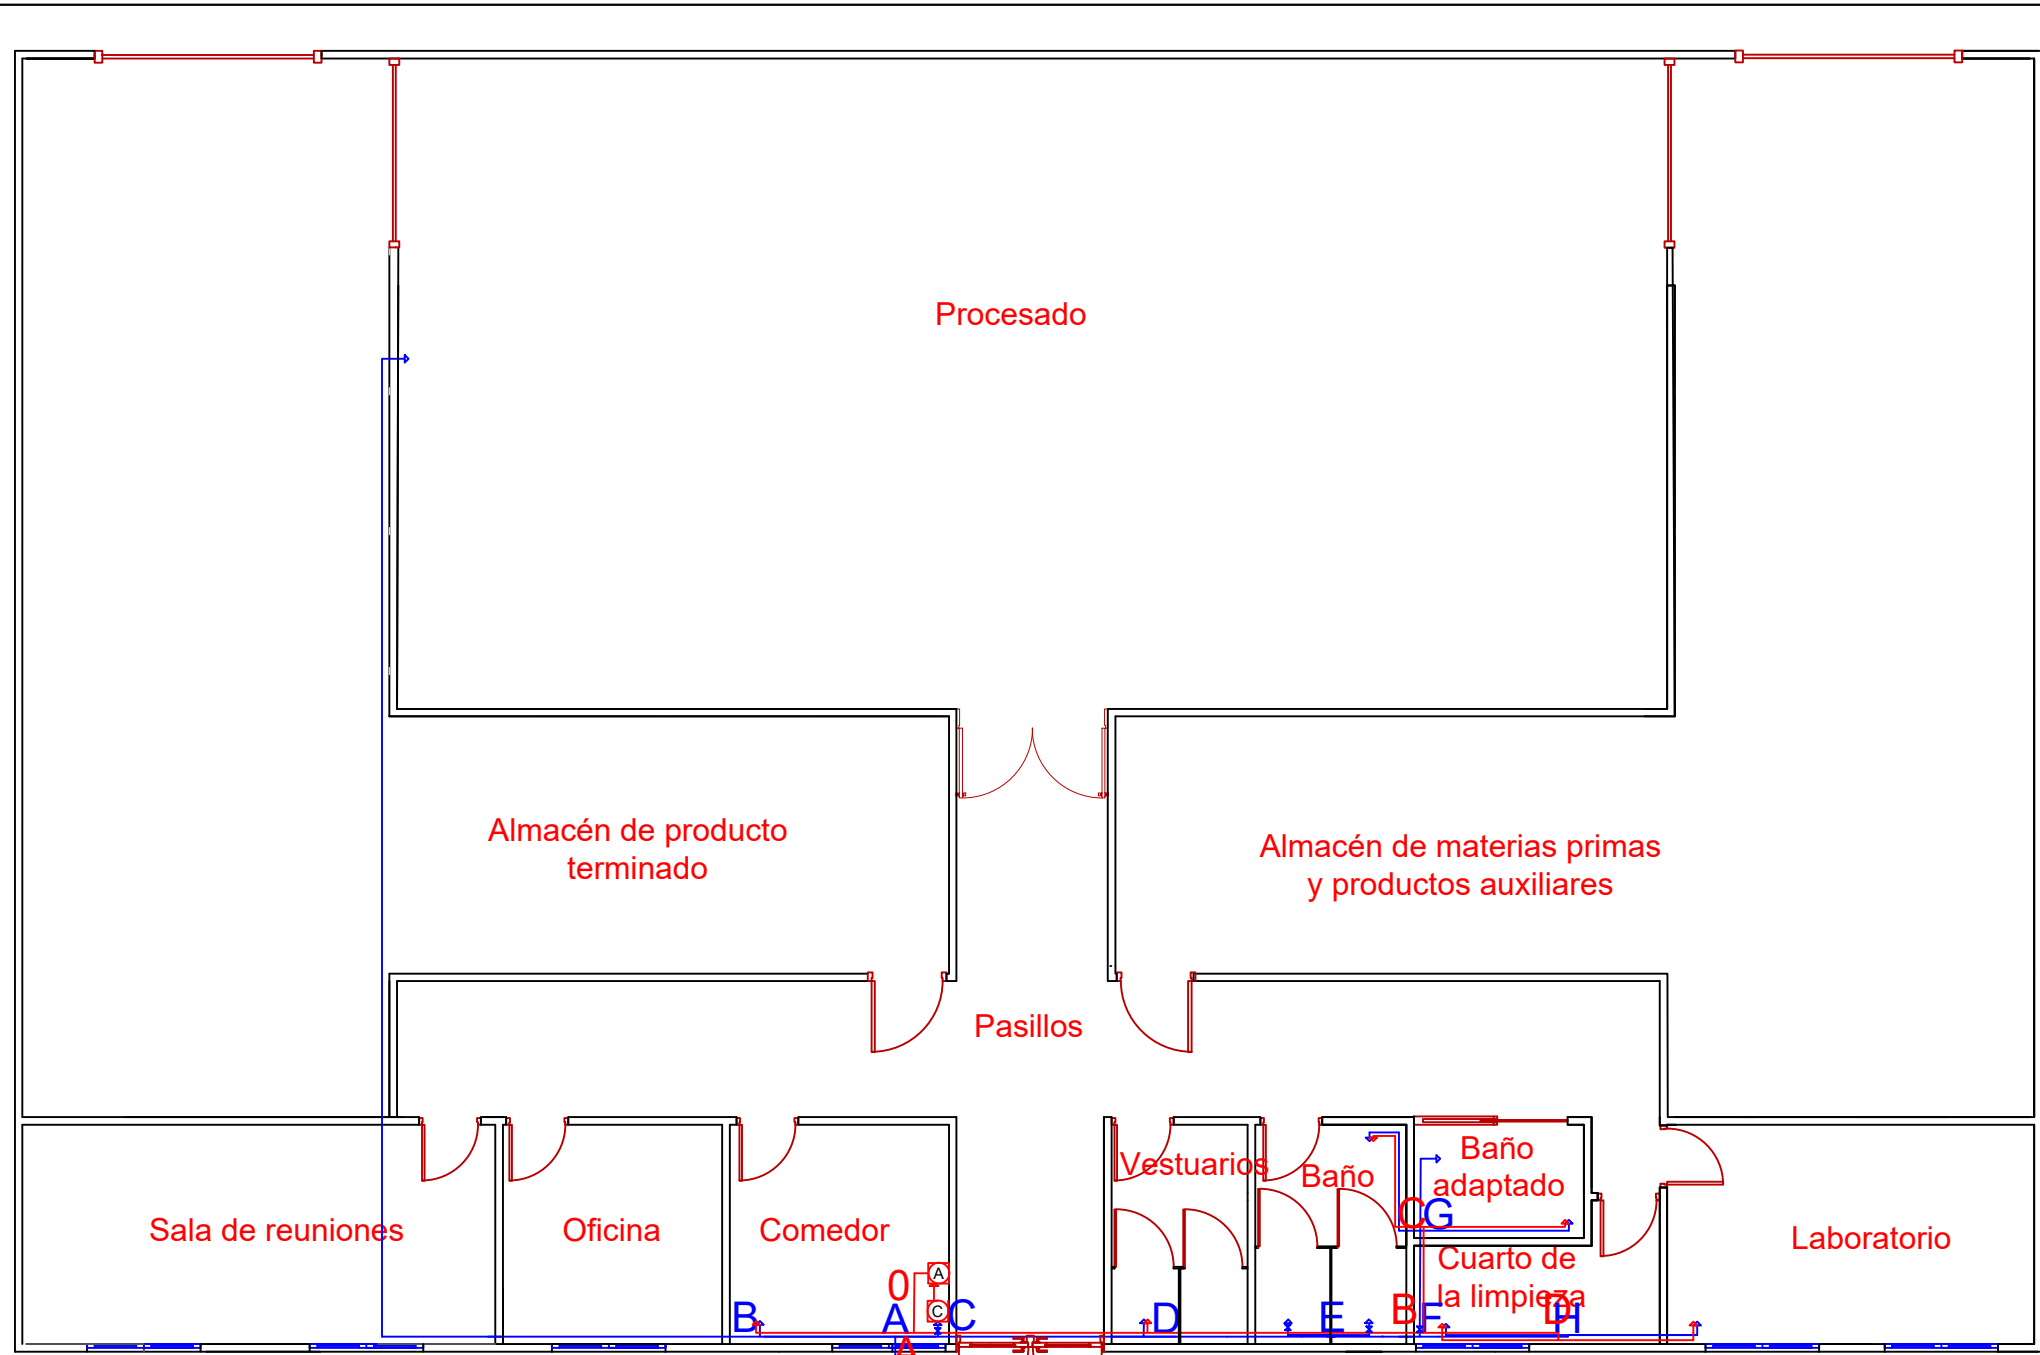 Procesado
Almacén de producto
terminado
Almacén de materias primas
y productos auxiliares
Pasillos
Vestuarios
Baño
Baño
adaptado
Sala de reuniones
Oficina
Comedor
C
G
Laboratorio
Cuarto de
la limpieza
A
0
C
B
A
C
D
E
B
F
D
H
A